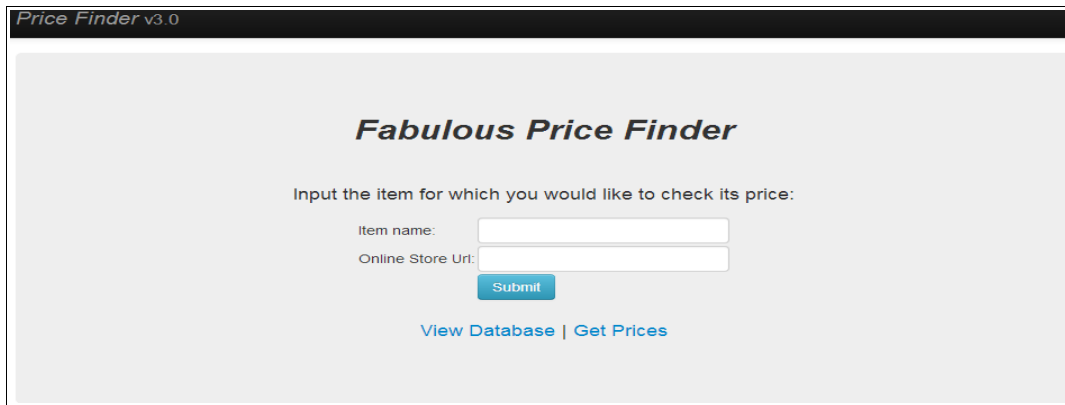 Price Finder v3.0
Fabulous Price Finder
Input the item for which you would like to check its price:
Item name:
Online Store Url:
Submit
View Database | Get Prices